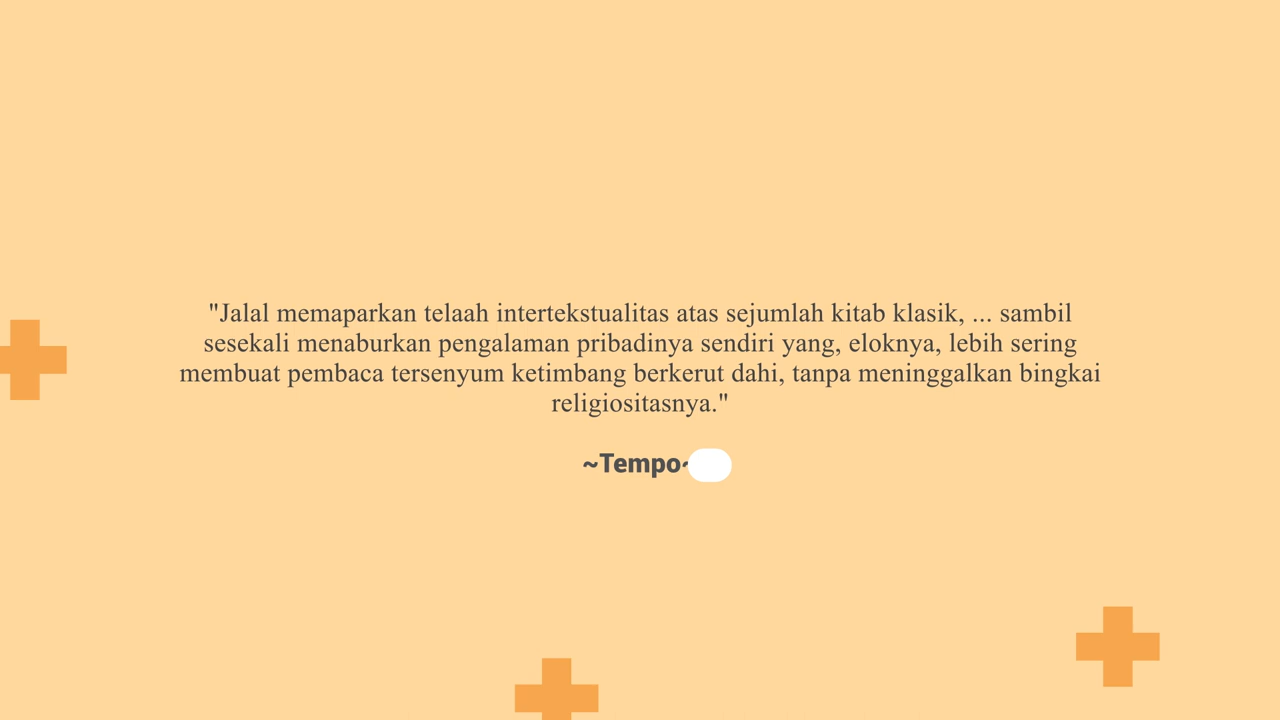 "Jalal memaparkan telaah intertekstualitas atas sejumlah kitab klasik, ... sambil
sesekali menaburkan pengalaman pribadinya sendiri yang, eloknya, lebih sering
membuat pembaca tersenyum ketimbang berkerut dahi, tanpa meninggalkan bingkai
religiositasnya."
~Tempo~